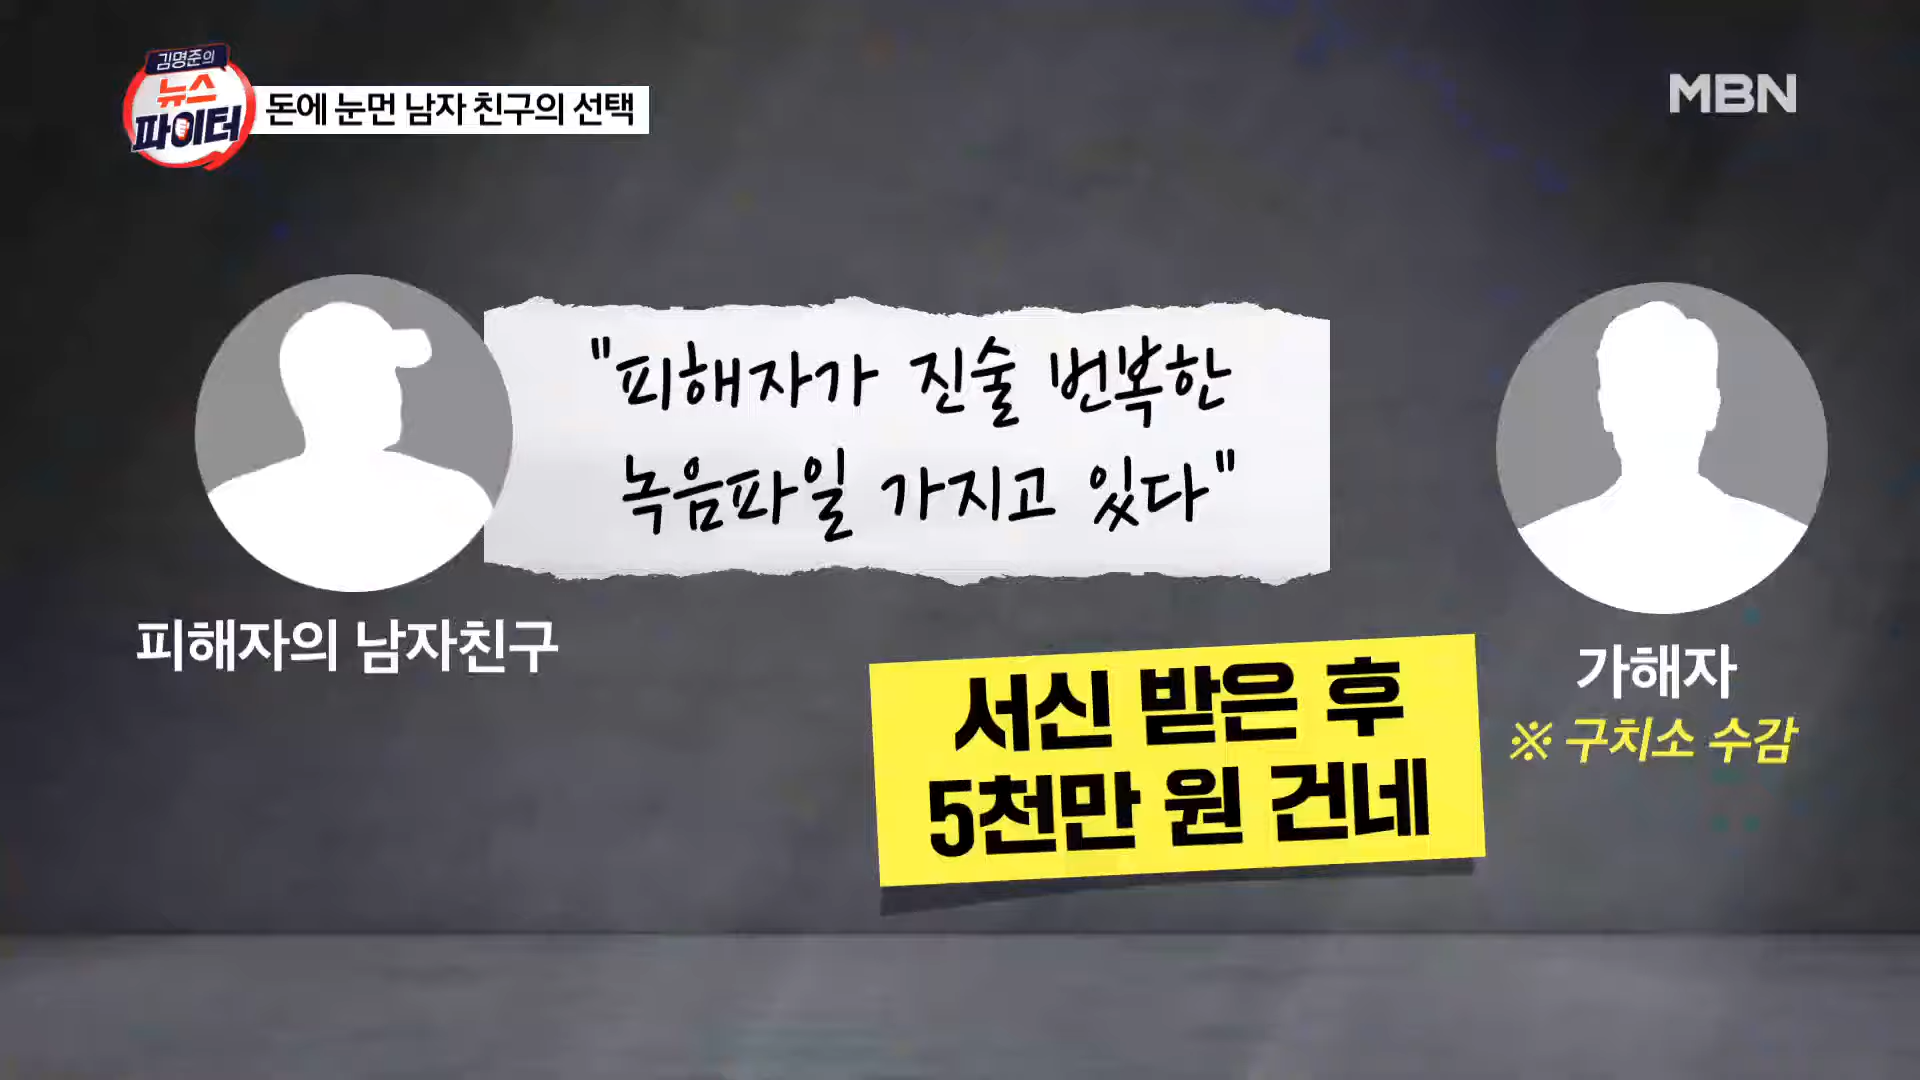 김명준의
뉴스
파이터
돈에 눈먼 남자 친구의 선택
MBN
"피해자가 진술 번복한
녹음파일 가지고 있다"
피해자의 남자친구
가해자
※ 구치소 수감
서신 받은 후
5천만 원 건네